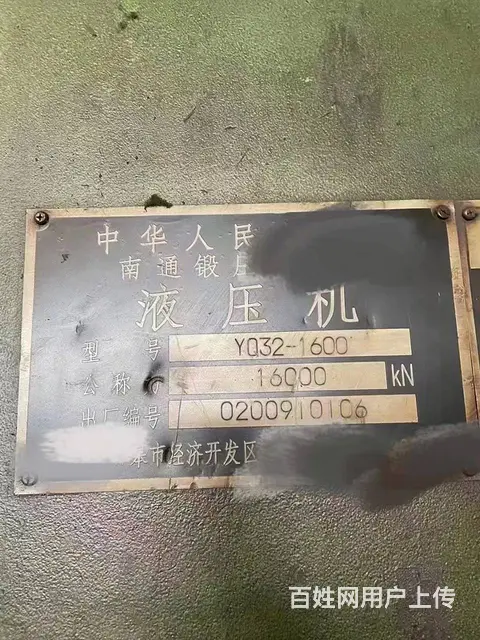 中华人民
南通锻
液压机
型号 YQ32-1600
公称 16000 kN
出厂编号 0200910106
市经济开发区
百姓网用户上传